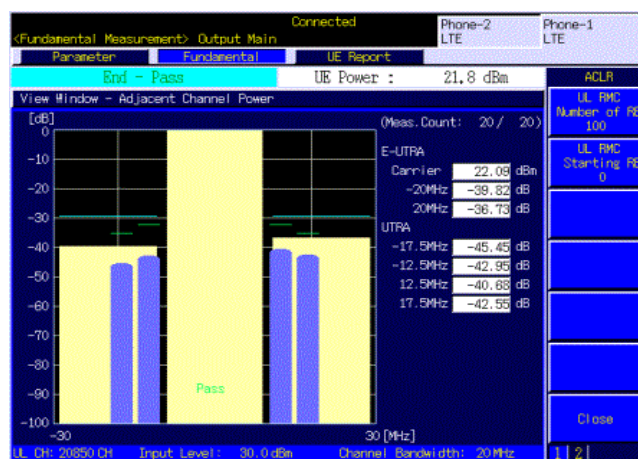 Connected
Phone-2
LTE
Phone-1
LTE
<Fundamental Measurement> Output Main
Parameter
Fundamental
UE Report
End - Pass
UE Power : 21.8 dBm
ACLR
View Window - Adjacent Channel Power
UL RMC
Number of RB
100
UL RMC
Starting RB
0
Close
1 2
[dB]
(Meas.Count: 20/ 20)
0
-10
-20
-30
-40
-50
-60
-70
-80
-90
-100
E-UTRA
Carrier 22.09 dBm
-20MHz -39.82 dB
20MHz -36.73 dB
UTRA
-17.5MHz -45.45 dB
-12.5MHz -42.95 dB
12.5MHz -40.68 dB
17.5MHz -42.55 dB
Pass
-30
30 [MHz]
UL CH: 20850 CH Input Level: 30.0 dBm Channel Bandwidth: 20 MHz